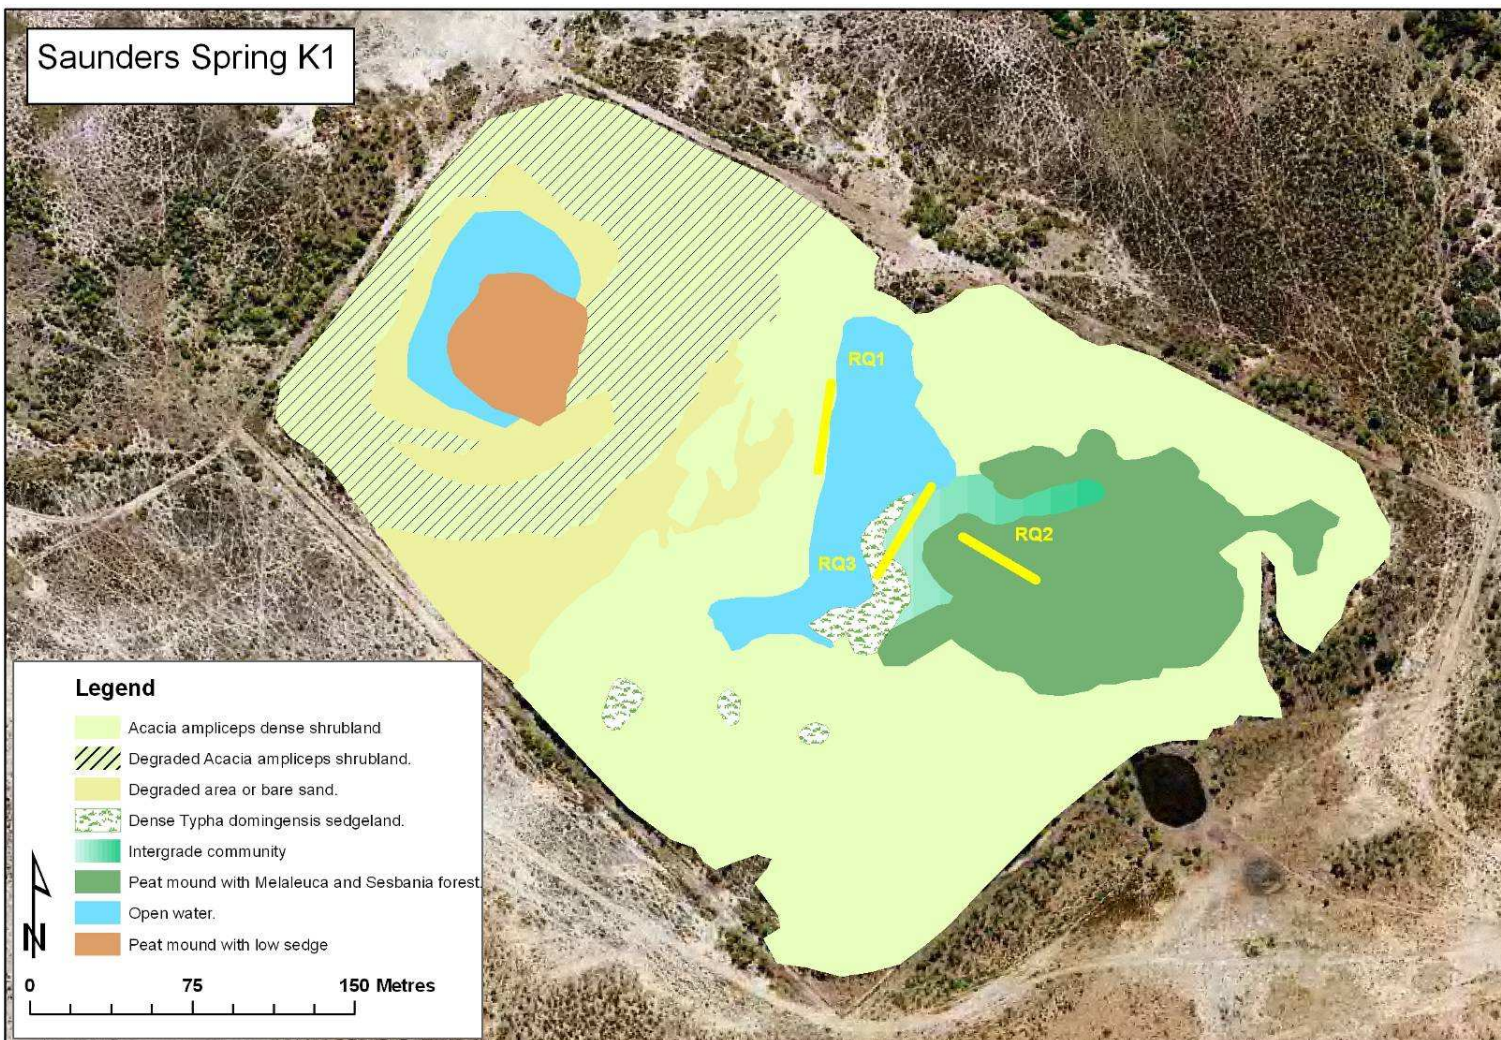 Saunders Spring K1
RQ1
RQ2
RQ3
Legend
Acacia ampliceps dense shrubland
Degraded Acacia ampliceps shrubland.
Degraded area or bare sand.
Dense Typha domingensis sedgeland.
Intergrade community
Peat mound with Melaleuca and Sesbania forest.
Open water.
Peat mound with low sedge
N
0 75 150 Metres